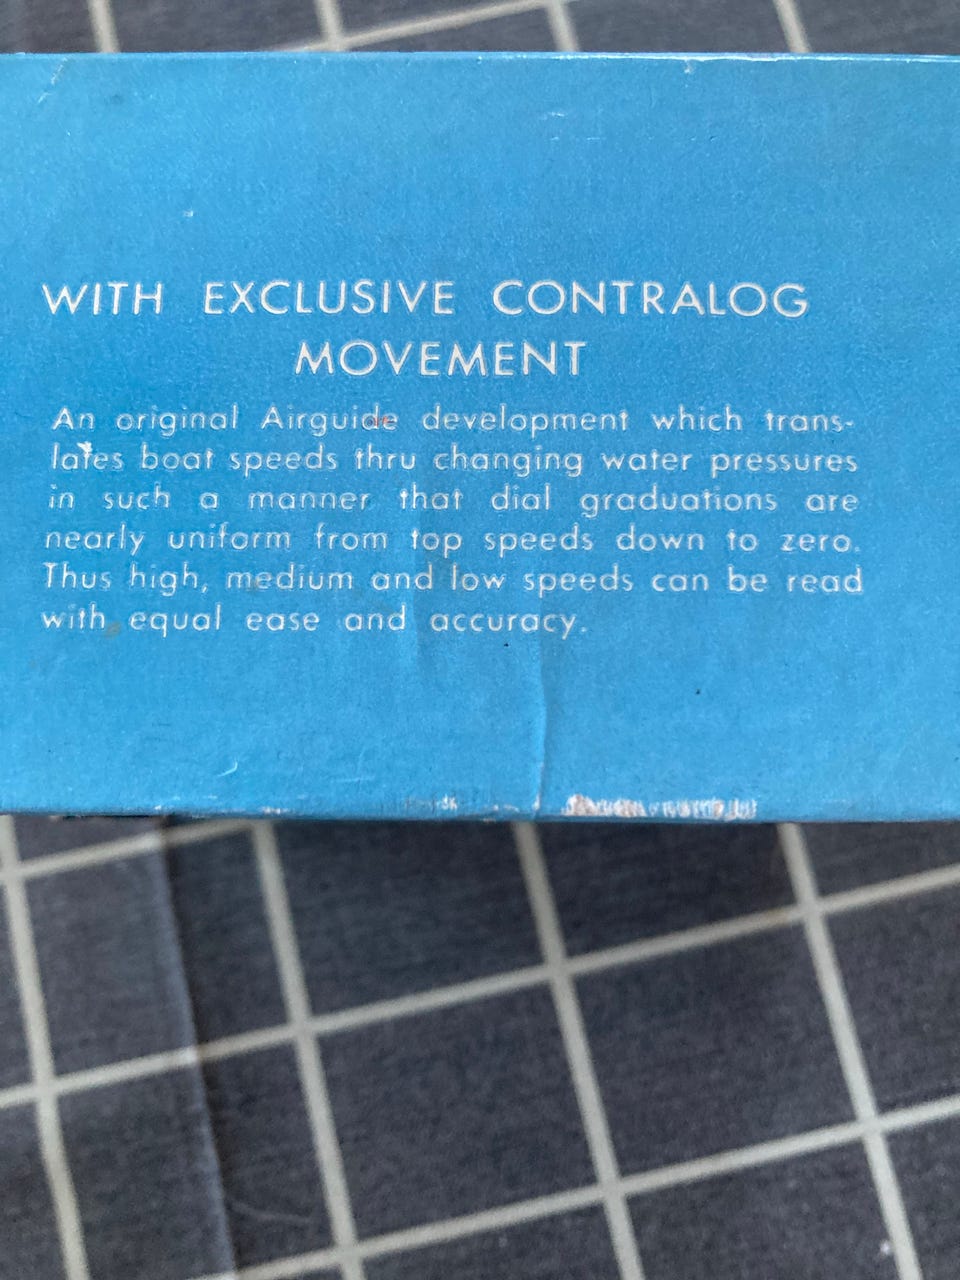 WITH EXCLUSIVE CONTRALOG
MOVEMENT
An original Airguide development which trans-
lates boat speeds thru changing water pressures
in such a manner that dial graduations are
nearly uniform from top speeds down to zero.
Thus high, medium and low speeds can be read
with equal ease and accuracy.